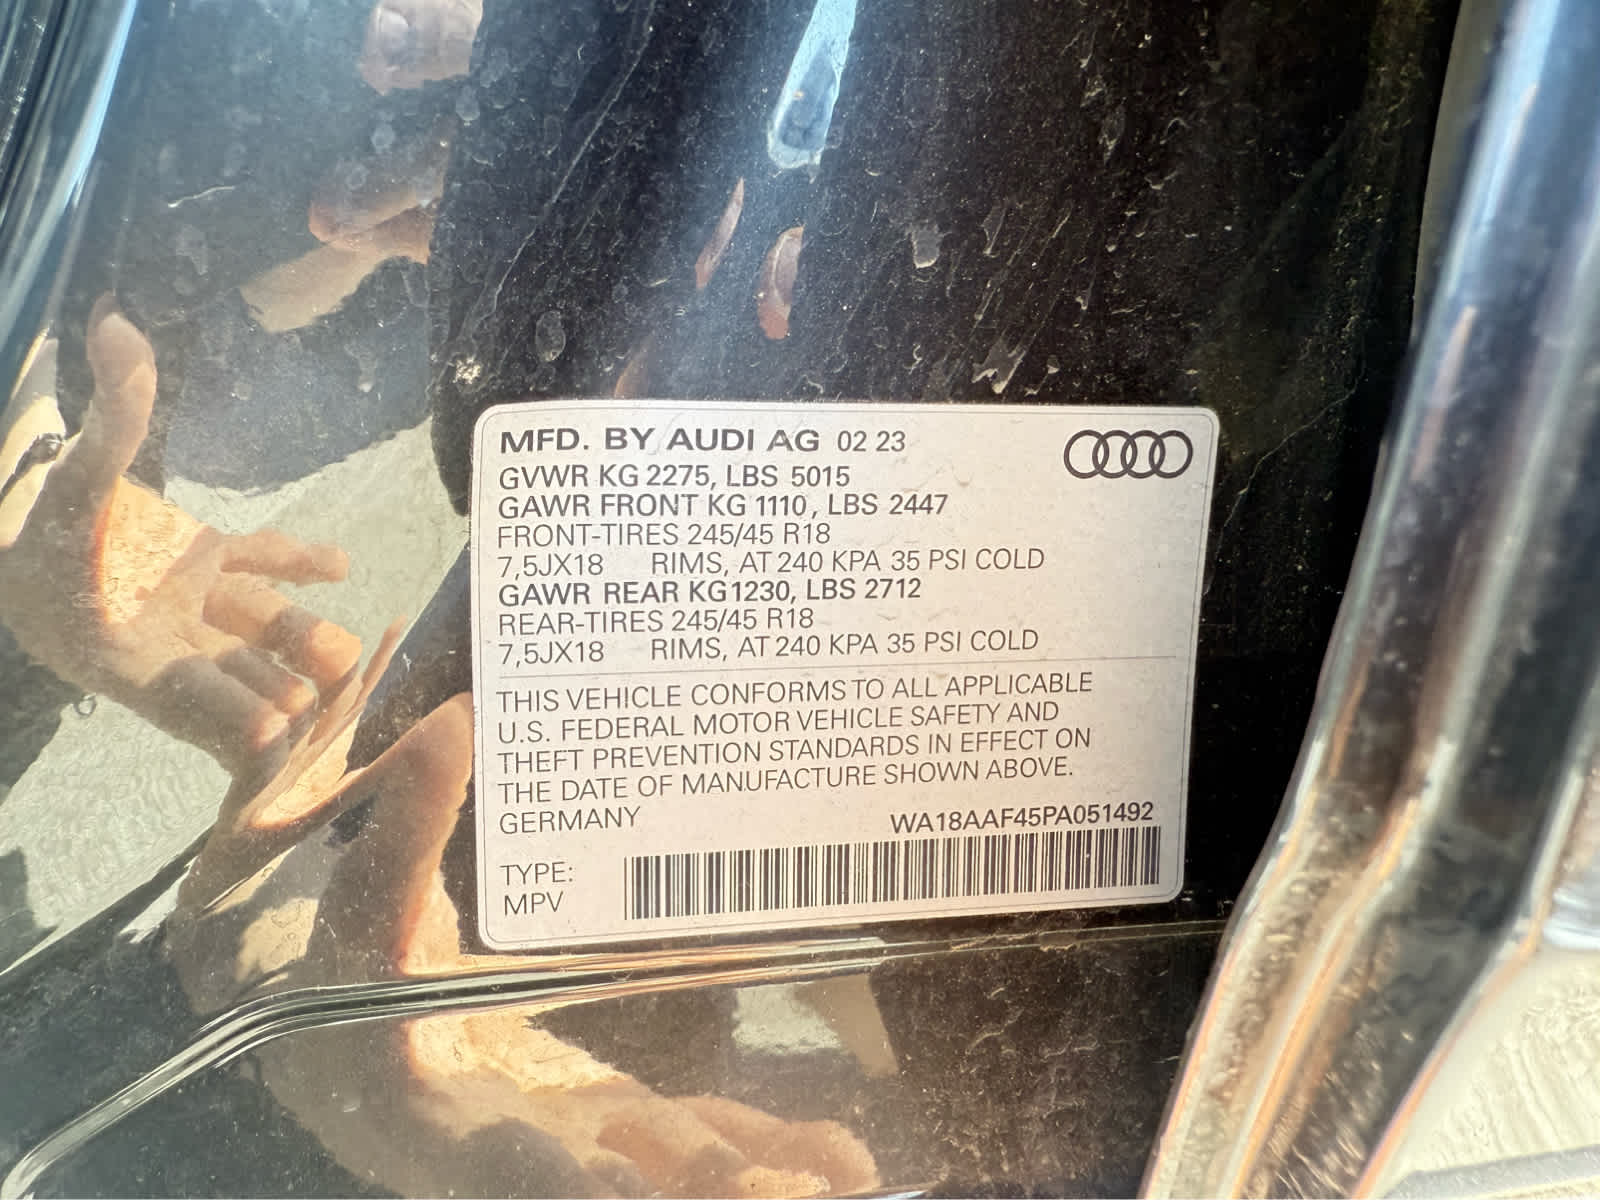 MFD. BY AUDI AG 02 23
GVWR KG 2275, LBS 5015
GAWR FRONT KG 1110, LBS 2447
FRONT-TIRES 245/45 R18
7,5JX18 RIMS, AT 240 KPA 35 PSI COLD
GAWR REAR KG1230, LBS 2712
REAR-TIRES 245/45 R18
7,5JX18 RIMS, AT 240 KPA 35 PSI COLD
THIS VEHICLE CONFORMS TO ALL APPLICABLE
U.S. FEDERAL MOTOR VEHICLE SAFETY AND
THEFT PREVENTION STANDARDS IN EFFECT ON
THE DATE OF MANUFACTURE SHOWN ABOVE.
GERMANY WA18AAF45PA051492
TYPE:
MPV